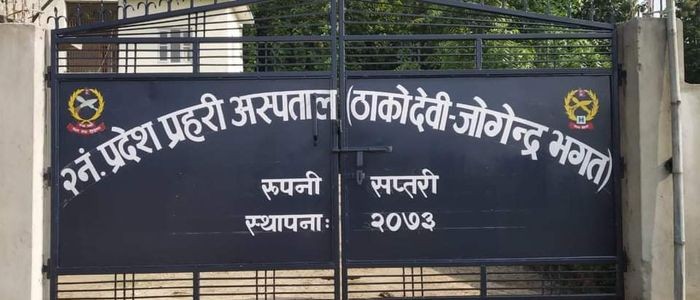 २नं. प्रदेश प्रहरी अस्पताल (ठाकोदेवी-जोगेन्द्र भगत)
रूपनी सप्तरी
स्थापनाः २०७३